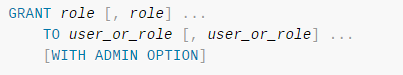 GRANT role [, role] ...
TO user_or_role [, user_or_role] ...
[WITH ADMIN OPTION]